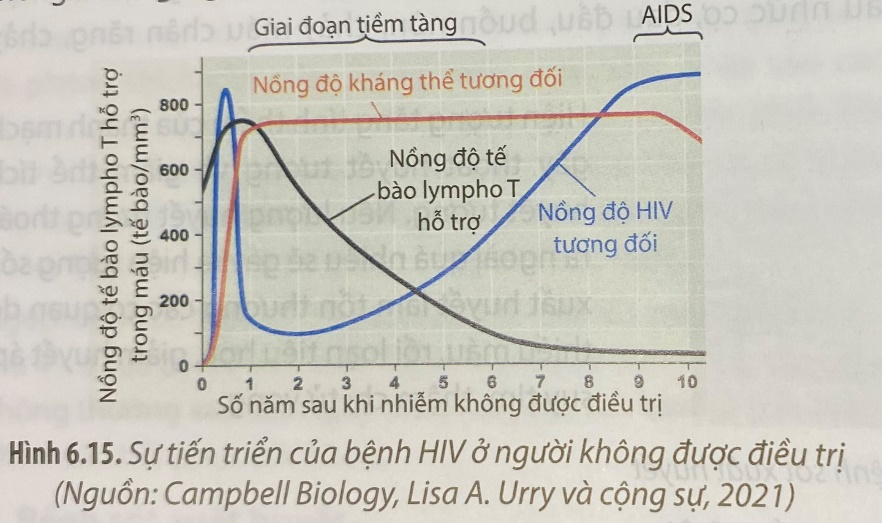 Giai đoạn tiềm tàng
AIDS
Nồng độ kháng thể tương đối
Nồng độ tế
bào lympho T
hỗ trợ
Nồng độ HIV
tương đối
Nồng độ tế bào lympho T hỗ trợ
trong máu (tế bào/mm³)
800
600
400
200
0
0 1 2 3 4 5 6 7 8 9 10
Số năm sau khi nhiễm không được điều trị
Hình 6.15. Sự tiến triển của bệnh HIV ở người không được điều trị
(Nguồn: Campbell Biology, Lisa A. Urry và cộng sự, 2021)